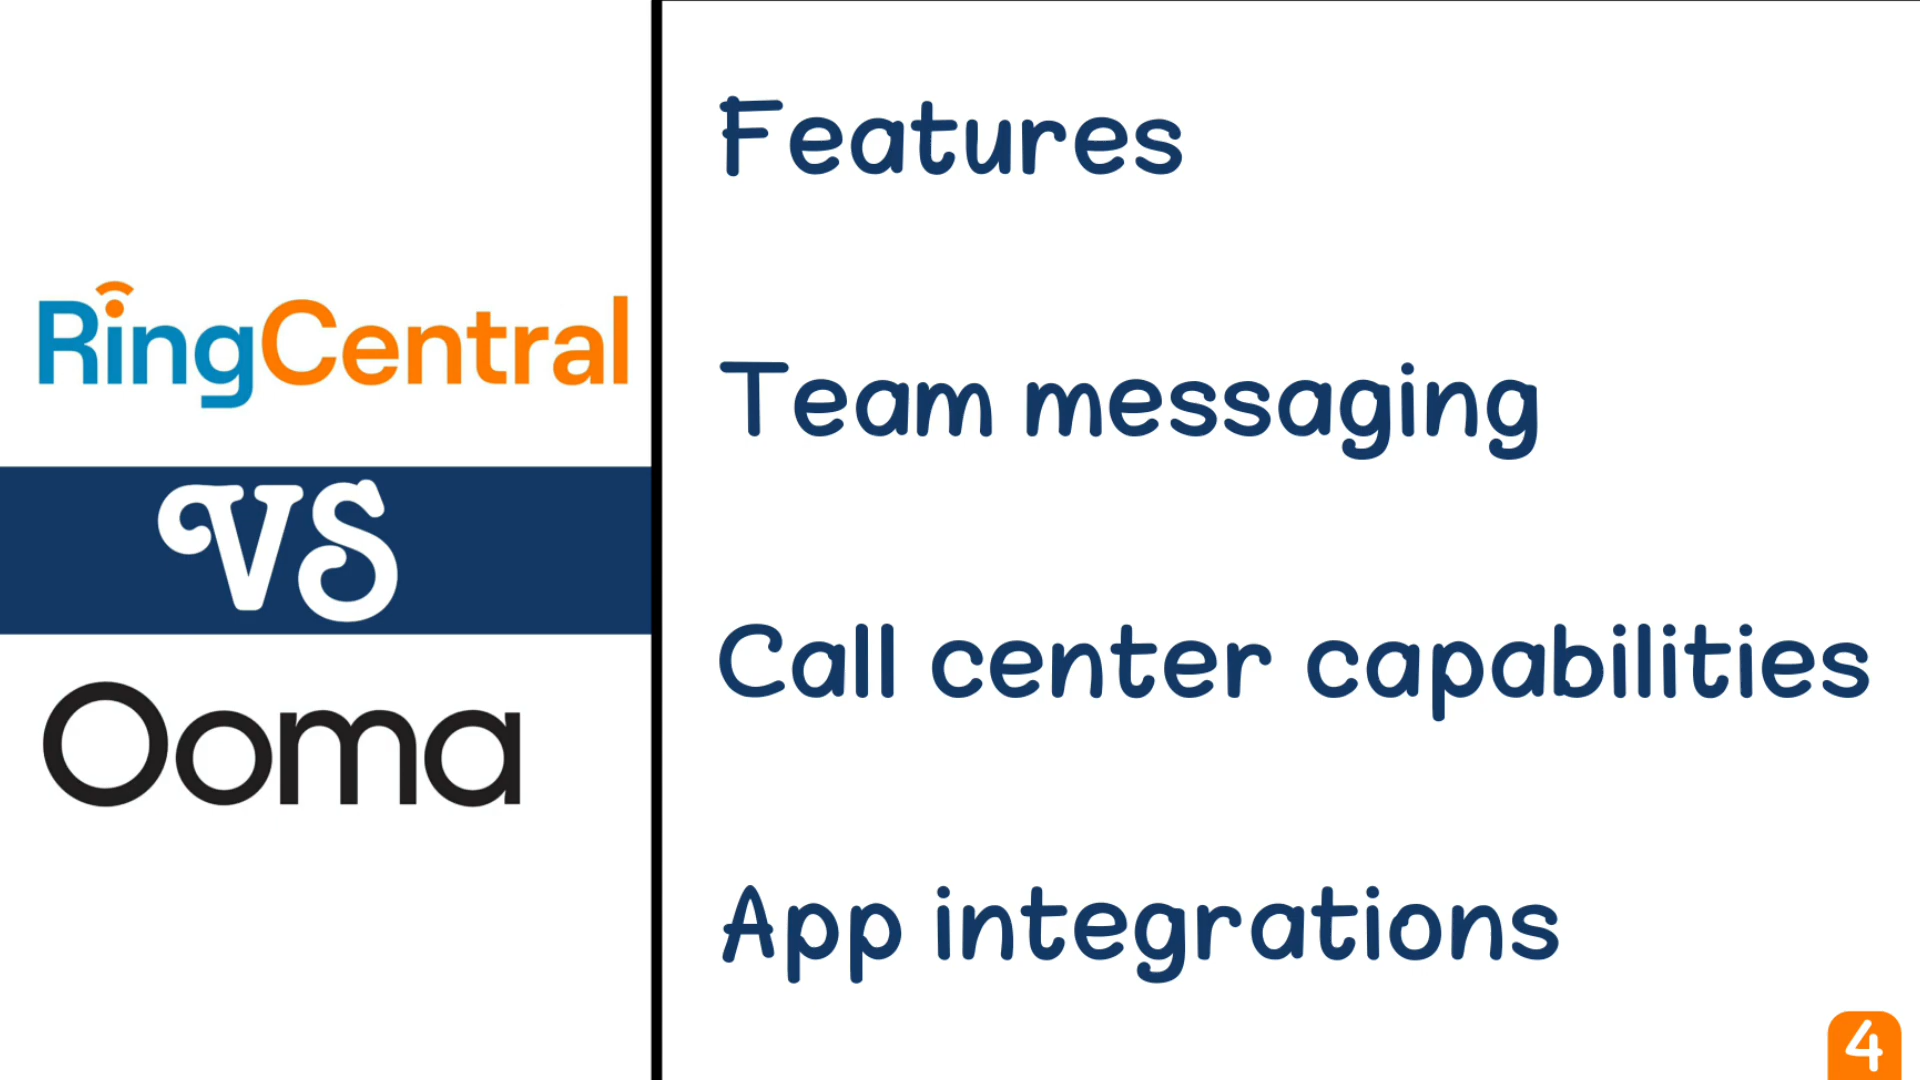 RingCentral
VS
Ooma
Features
Team messaging
Call center capabilities
App integrations
4